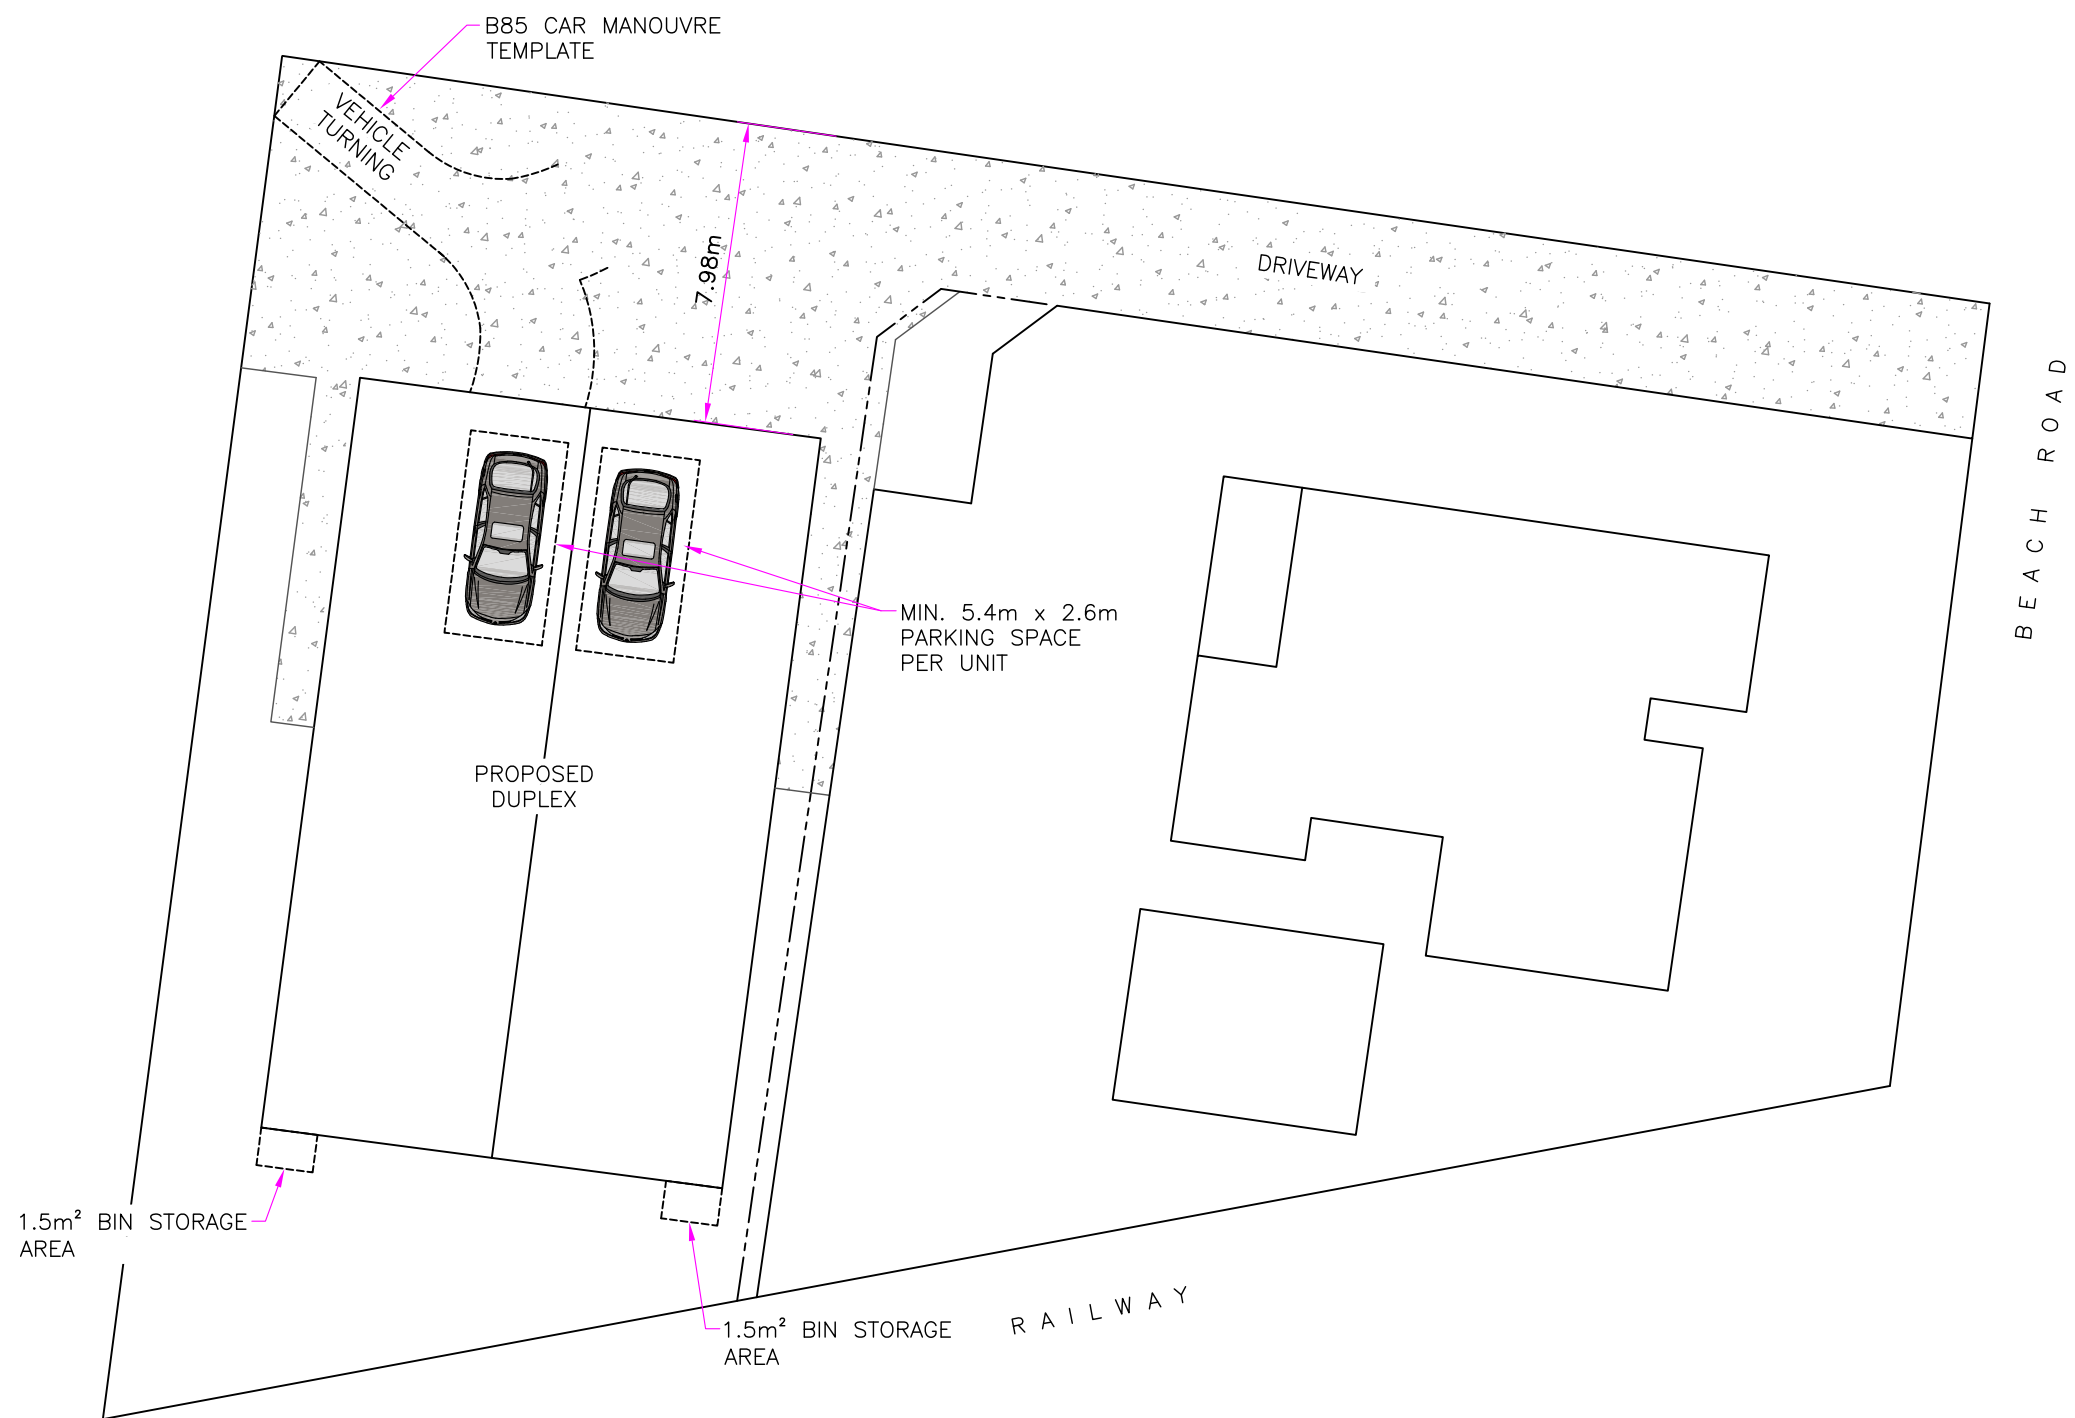 B85 CAR MANOUVRE
TEMPLATE
VEHICLE
TURNING
7.98m
DRIVEWAY
BEACH ROAD
MIN. 5.4m x 2.6m
PARKING SPACE
PER UNIT
PROPOSED
DUPLEX
1.5m² BIN STORAGE
AREA
1.5m² BIN STORAGE
AREA
RAILWAY